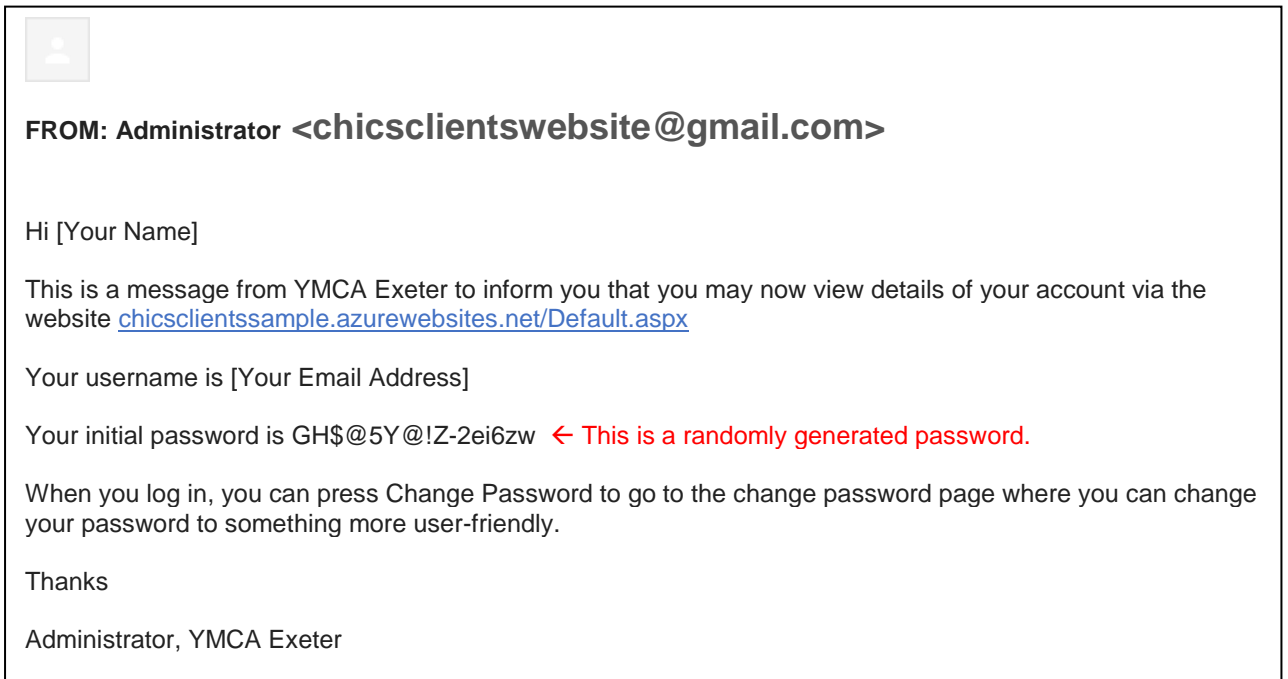 FROM: Administrator <chicsclientswebsite@gmail.com>
Hi [Your Name]
This is a message from YMCA Exeter to inform you that you may now view details of your account via the
website chicsclientssample.azurewebsites.net/Default.aspx
Your username is [Your Email Address]
Your initial password is GH$@5Y@!Z-2ei6zw ← This is a randomly generated password.
When you log in, you can press Change Password to go to the change password page where you can change
your password to something more user-friendly.
Thanks
Administrator, YMCA Exeter